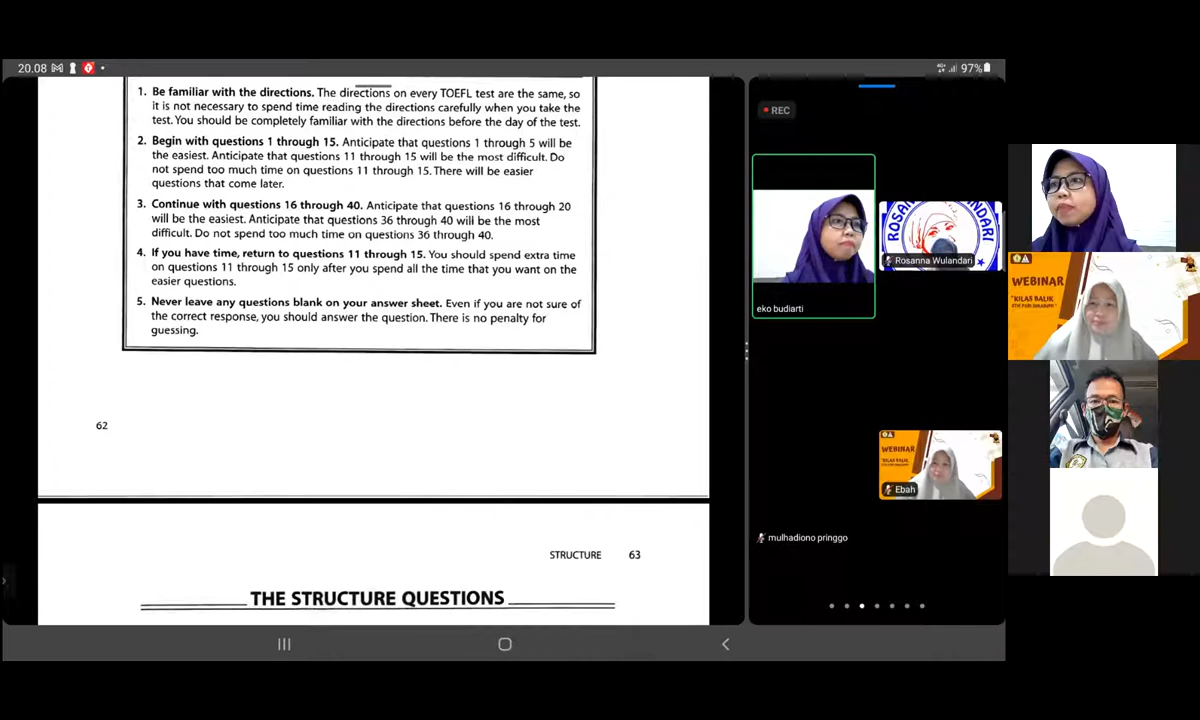 20.08
97%
1. Be familiar with the directions. The directions on every TOEFL test are the same, so
it is not necessary to spend time reading the directions carefully when you take the
test. You should be completely familiar with the directions before the day of the test.
2. Begin with questions 1 through 15. Anticipate that questions 1 through 5 will be
the easiest. Anticipate that questions 11 through 15 will be the most difficult. Do
not spend too much time on questions 11 through 15. There will be easier
questions that come later.
3. Continue with questions 16 through 40. Anticipate that questions 16 through 20
will be the easiest. Anticipate that questions 36 through 40 will be the most
difficult. Do not spend too much time on questions 36 through 40.
4. If you have time, return to questions 11 through 15. You should spend extra time
on questions 11 through 15 only after you spend all the time that you want on the
easier questions.
5. Never leave any questions blank on your answer sheet. Even if you are not sure of
the correct response, you should answer the question. There is no penalty for
guessing.
62
STRUCTURE 63
THE STRUCTURE QUESTIONS
REC
eko budiarti
Rosanna Wulandari
WEBINAR
Ebah
mulhadiono pringgo
WEBINAR
"KILAS BALIK